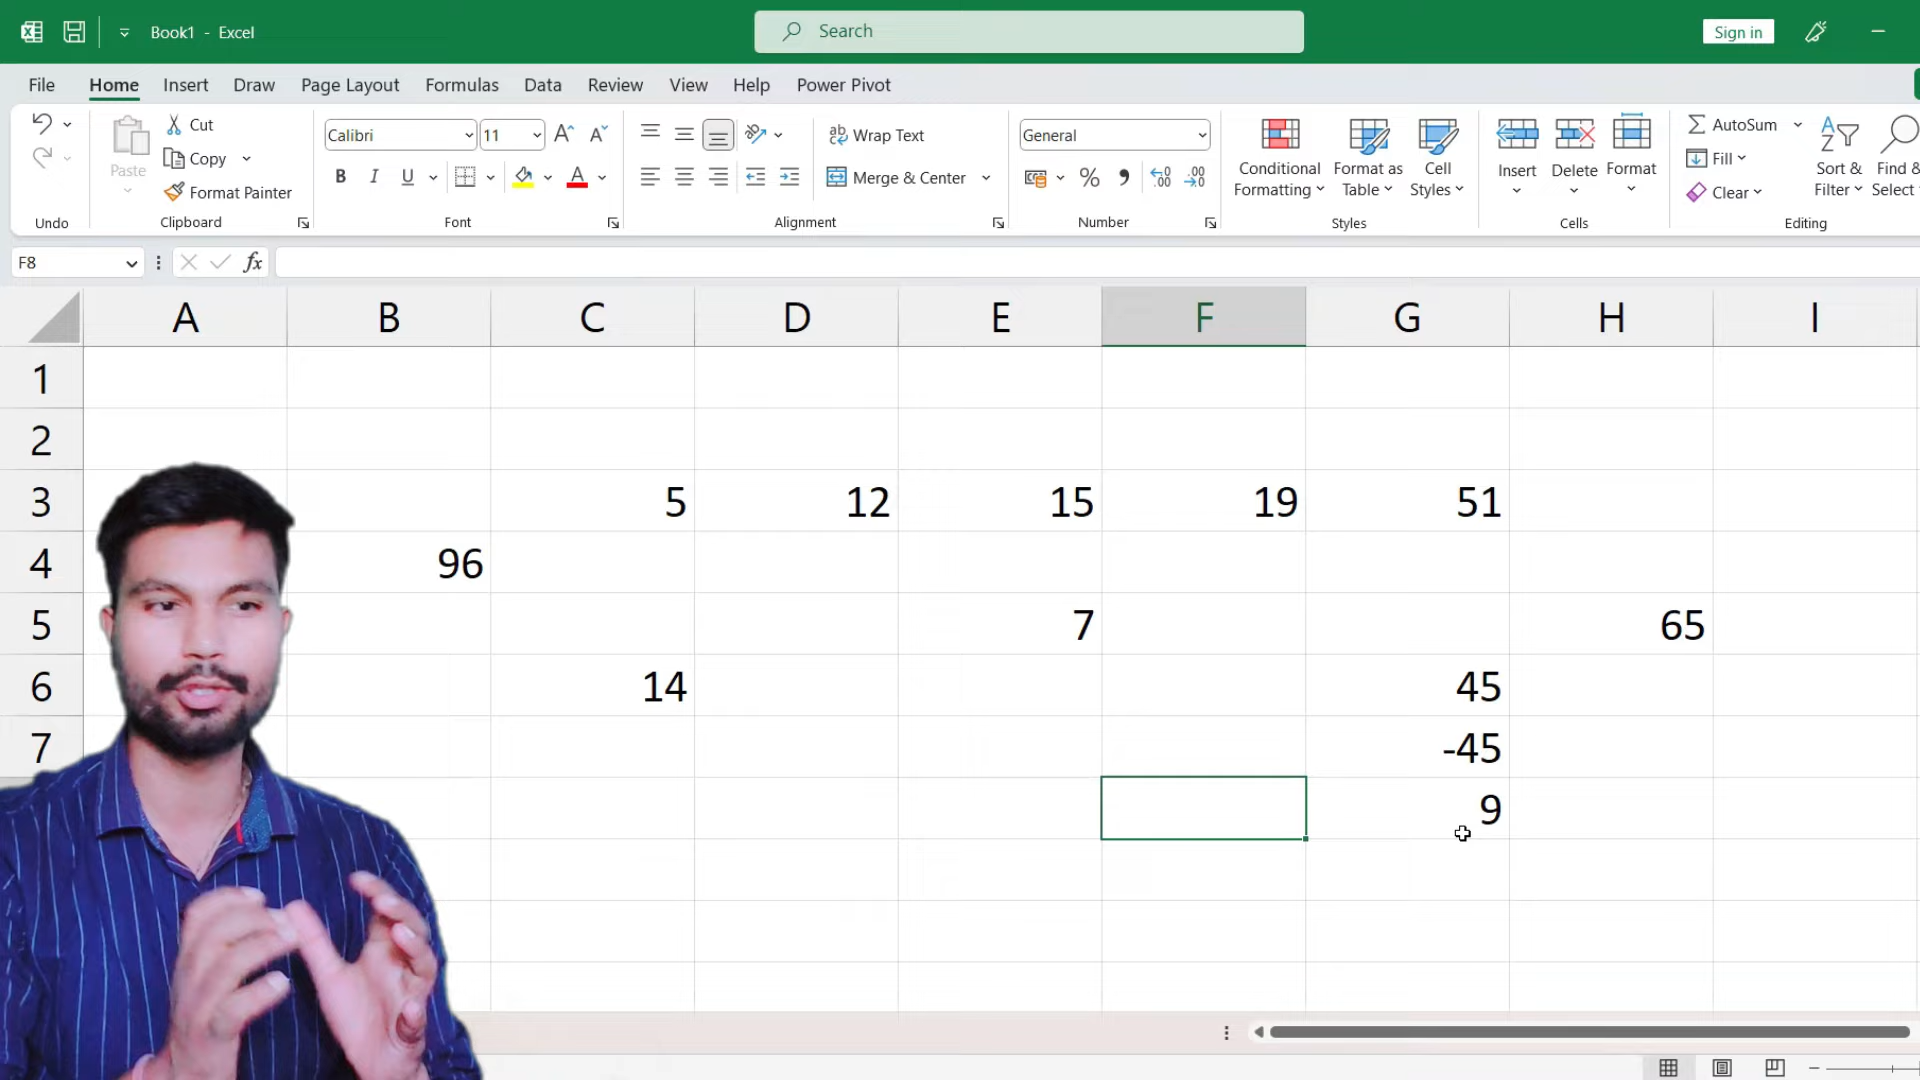 Book1 - Excel
Search
Sign in
File Home Insert Draw Page Layout Formulas Data Review View Help Power Pivot
Paste
Cut
Copy
Format Painter
Calibri 11
B I U
Wrap Text
Merge & Center
General
%
Conditional Formatting
Format as Table
Cell Styles
Insert
Delete
Format
AutoSum
Fill
Clear
Sort & Filter
Find & Select
Undo Clipboard Font Alignment Number Styles Cells Editing
F8 fx
A B C D E F G H I
1
2
3 5 12 15 19 51
4 96
5 7 65
6 14 45
7 -45
9